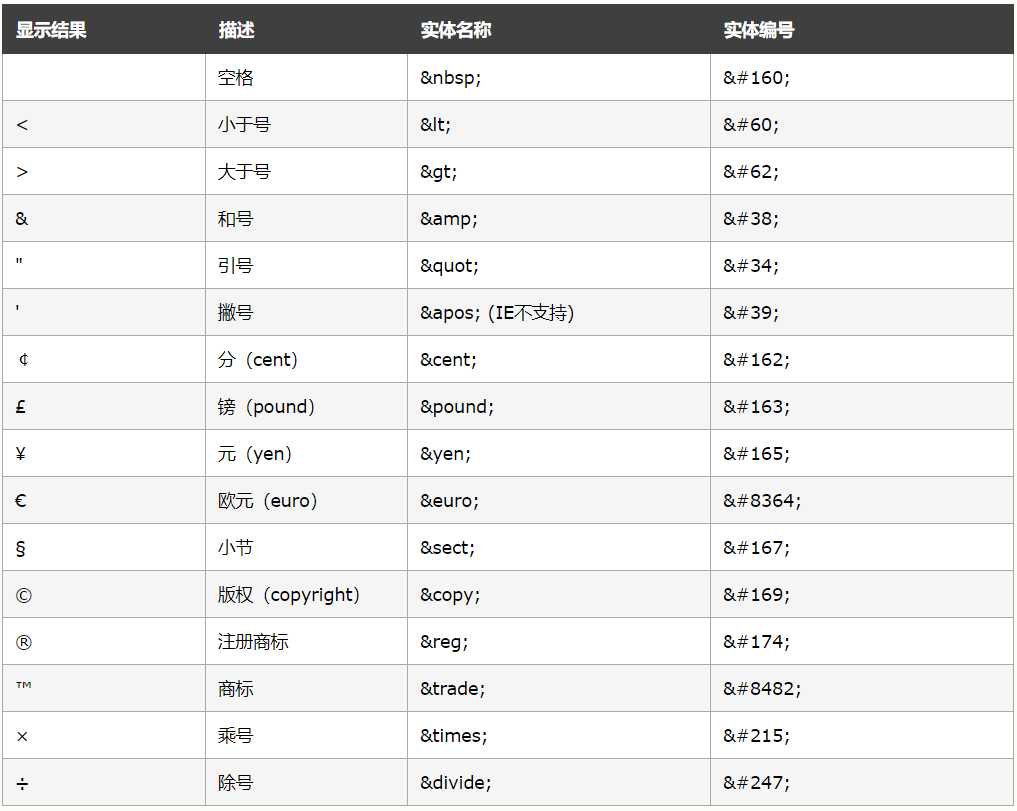 显示结果 描述 实体名称 实体编号
空格 &nbsp; &#160;
< 小于号 &lt; &#60;
> 大于号 &gt; &#62;
& 和号 &amp; &#38;
" 引号 &quot; &#34;
' 撇号 &apos; (IE不支持) &#39;
￠ 分（cent） &cent; &#162;
£ 镑（pound） &pound; &#163;
¥ 元（yen） &yen; &#165;
€ 欧元（euro） &euro; &#8364;
§ 小节 &sect; &#167;
© 版权（copyright） &copy; &#169;
® 注册商标 &reg; &#174;
™ 商标 &trade; &#8482;
× 乘号 &times; &#215;
÷ 除号 &divide; &#247;